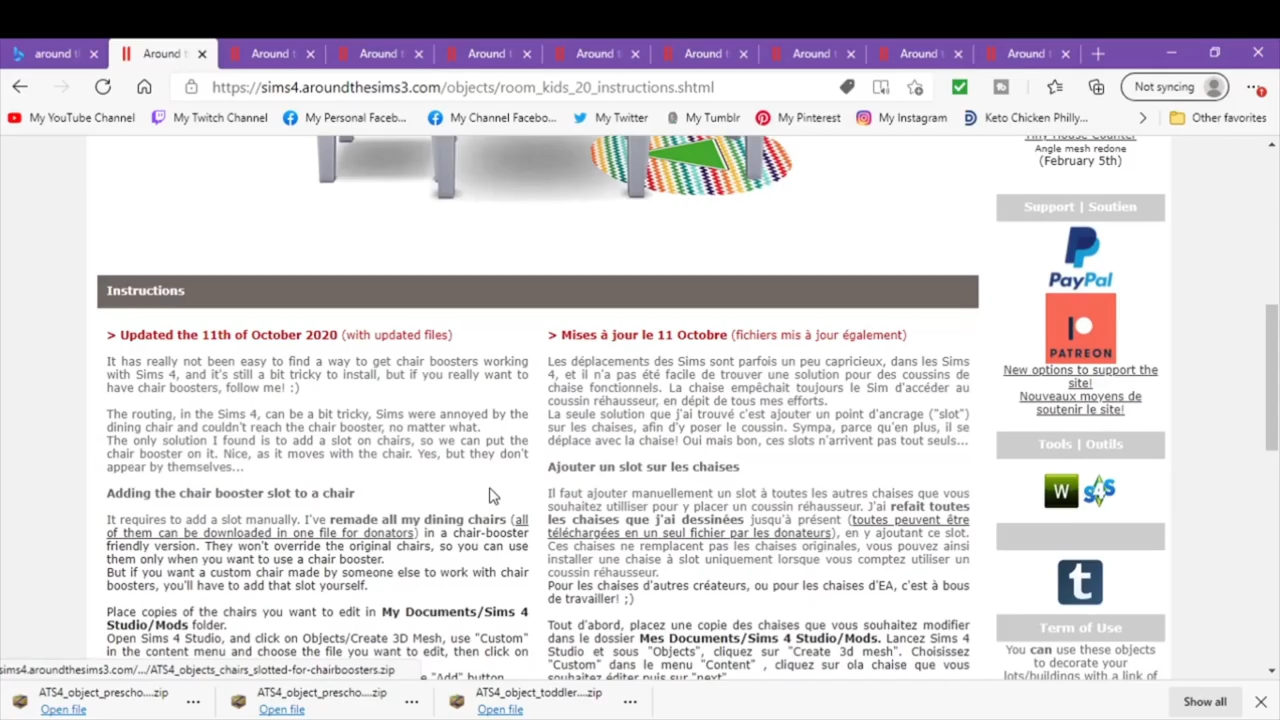 around t
Around t
Around t
Around t
Around t
Around t
Around t
Around t
Around t
Around t
https://sims4.aroundthesims3.com/objects/room_kids_20_instructions.shtml
Not syncing
My YouTube Channel
My Twitch Channel
My Personal Faceb...
My Channel Facebo...
My Twitter
My Tumblr
My Pinterest
My Instagram
Keto Chicken Philly...
Other favorites
Tiny House Counter
Angle mesh redone
(February 5th)
Support | Soutien
PayPal
PATREON
New options to support the
site!
Nouveaux moyens de
soutenir le site!
Tools | Outils
W
S4S
t
Term of Use
You can use these objects
to decorate your
lots/buildings with a link of
Instructions
> Updated the 11th of October 2020 (with updated files)
It has really not been easy to find a way to get chair boosters working
with Sims 4, and it's still a bit tricky to install, but if you really want to
have chair boosters, follow me! :)
The routing, in the Sims 4, can be a bit tricky, Sims were annoyed by the
dining chair and couldn't reach the chair booster, no matter what.
The only solution I found is to add a slot on chairs, so we can put the
chair booster on it. Nice, as it moves with the chair. Yes, but they don't
appear by themselves...
Adding the chair booster slot to a chair
It requires to add a slot manually. I've remade all my dining chairs (all
of them can be downloaded in one file for donators) in a chair-booster
friendly version. They won't override the original chairs, so you can use
them only when you want to use a chair booster.
But if you want a custom chair made by someone else to work with chair
boosters, you'll have to add that slot yourself.
Place copies of the chairs you want to edit in My Documents/Sims 4
Studio/Mods folder.
Open Sims 4 Studio, and click on Objects/Create 3D Mesh, use "Custom"
in the content menu and choose the file you want to edit, then click on
"Add" button
> Mises à jour le 11 Octobre (fichiers mis à jour également)
Les déplacements des Sims sont parfois un peu capricieux, dans les Sims
4, et il n'a pas été facile de trouver une solution pour des coussins de
chaise fonctionnels. La chaise empêchait toujours le Sim d'accéder au
coussin réhausseur, en dépit de tous mes efforts.
La seule solution que j'ai trouvé c'est ajouter un point d'ancrage ("slot")
sur les chaises, afin d'y poser le coussin. Sympa, parce qu'en plus, il se
déplace avec la chaise! Oui mais bon, ces slots n'arrivent pas tout seuls...
Ajouter un slot sur les chaises
Il faut ajouter manuellement un slot à toutes les autres chaises que vous
souhaitez utiliser pour y placer un coussin réhausseur. J'ai refait toutes
les chaises que j'ai dessinées jusqu'à présent (toutes peuvent être
téléchargées en un seul fichier par les donateurs), en y ajoutant ce slot.
Ces chaises ne remplacent pas les chaises originales, vous pouvez ainsi
installer une chaise à slot uniquement lorsque vous comptez utiliser un
coussin réhausseur.
Pour les chaises d'autres créateurs, ou pour les chaises d'EA, c'est à bous
de travailler! ;)
Tout d'abord, placez une copie des chaises que vous souhaitez modifier
dans le dossier Mes Documents/Sims 4 Studio/Mods. Lancez Sims 4
Studio et sous "Objects", cliquez sur "Create 3d mesh". Choisissez
"Custom" dans le menu "Content" , cliquez sur ola chaise que vous
souhaitez éditer puis sur "next"
sims4.aroundthesims3.com/.../ATS4_objects_chairs_slotted-for-chairboosters.zip
ATS4_object_prescho....zip
Open file
ATS4_object_prescho....zip
Open file
ATS4_object_toddler....zip
Open file
Show all